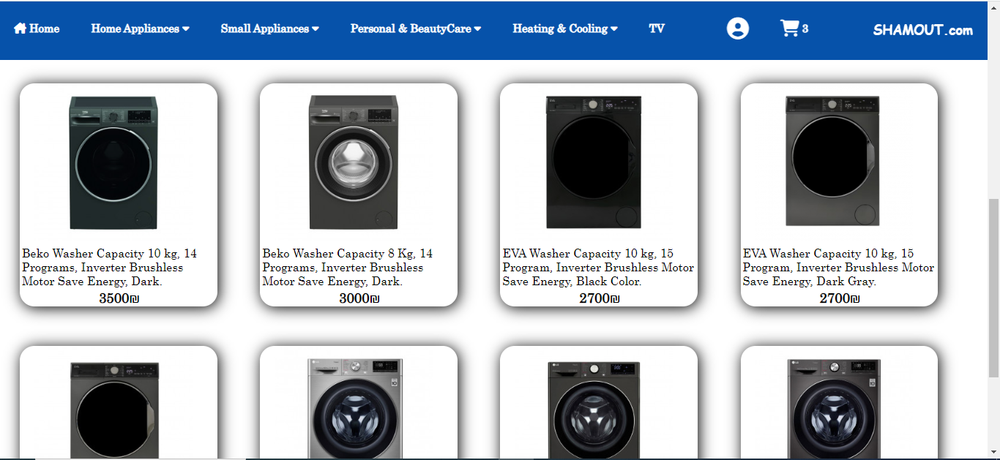 Home Home Appliances Small Appliances Personal & BeautyCare Heating & Cooling TV 3 SHAMOUT.com
Beko Washer Capacity 10 kg, 14
Programs, Inverter Brushless
Motor Save Energy, Dark.
3500₪
Beko Washer Capacity 8 Kg, 14
Programs, Inverter Brushless
Motor Save Energy, Dark.
3000₪
EVA Washer Capacity 10 kg, 15
Program, Inverter Brushless Motor
Save Energy, Black Color.
2700₪
EVA Washer Capacity 10 kg, 15
Program, Inverter Brushless Motor
Save Energy, Dark Gray.
2700₪